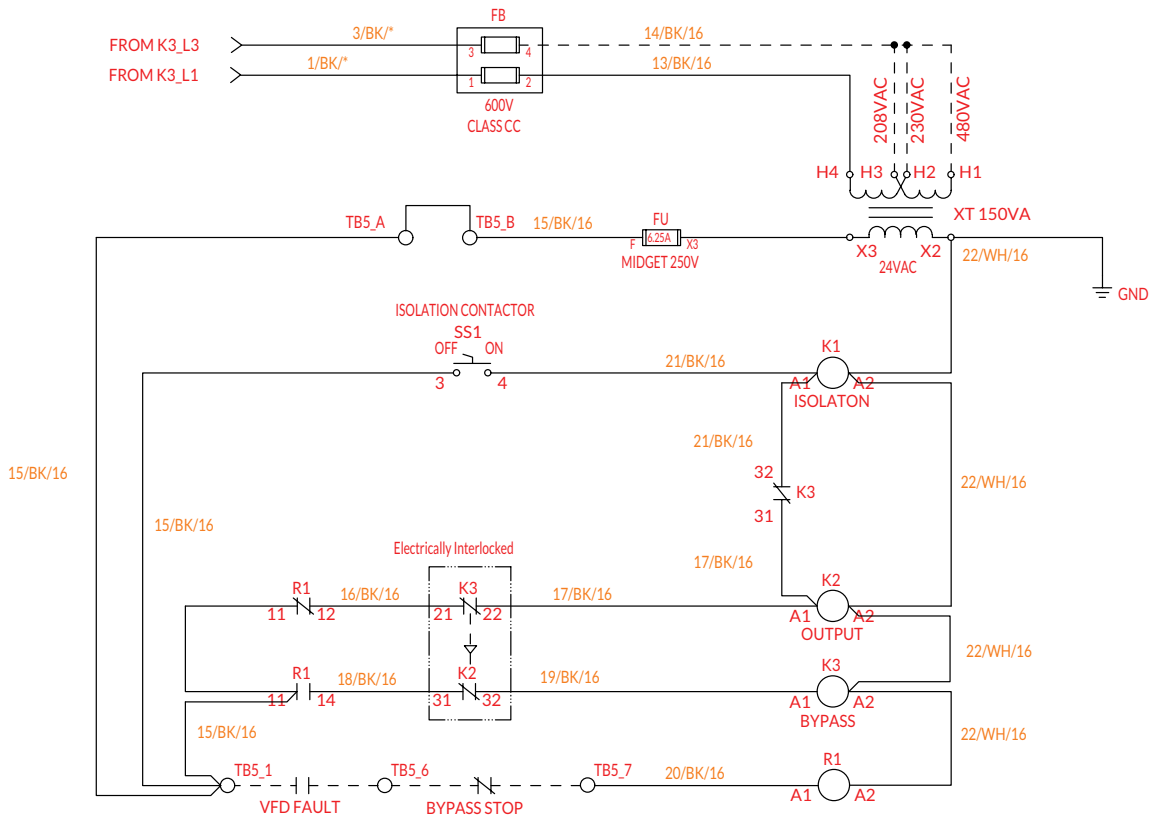 FB
FROM K3_L3
3/BK/*
3
4
14/BK/16
FROM K3_L1
1/BK/*
1
2
13/BK/16
600V
CLASS CC
208VAC
230VAC
480VAC
H4
H3
H2
H1
XT 150VA
TB5_A
TB5_B
15/BK/16
FU
F
6.25A
X3
MIDGET 250V
X3
X2
24VAC
22/WH/16
GND
ISOLATION CONTACTOR
SS1
OFF
ON
3
4
21/BK/16
K1
A1
A2
ISOLATON
21/BK/16
15/BK/16
32
K3
31
22/WH/16
15/BK/16
Electrically Interlocked
17/BK/16
R1
11
12
16/BK/16
K3
21
22
17/BK/16
K2
A1
A2
OUTPUT
22/WH/16
R1
11
14
18/BK/16
K2
31
32
19/BK/16
K3
A1
A2
BYPASS
15/BK/16
22/WH/16
TB5_1
VFD FAULT
TB5_6
BYPASS STOP
TB5_7
20/BK/16
R1
A1
A2